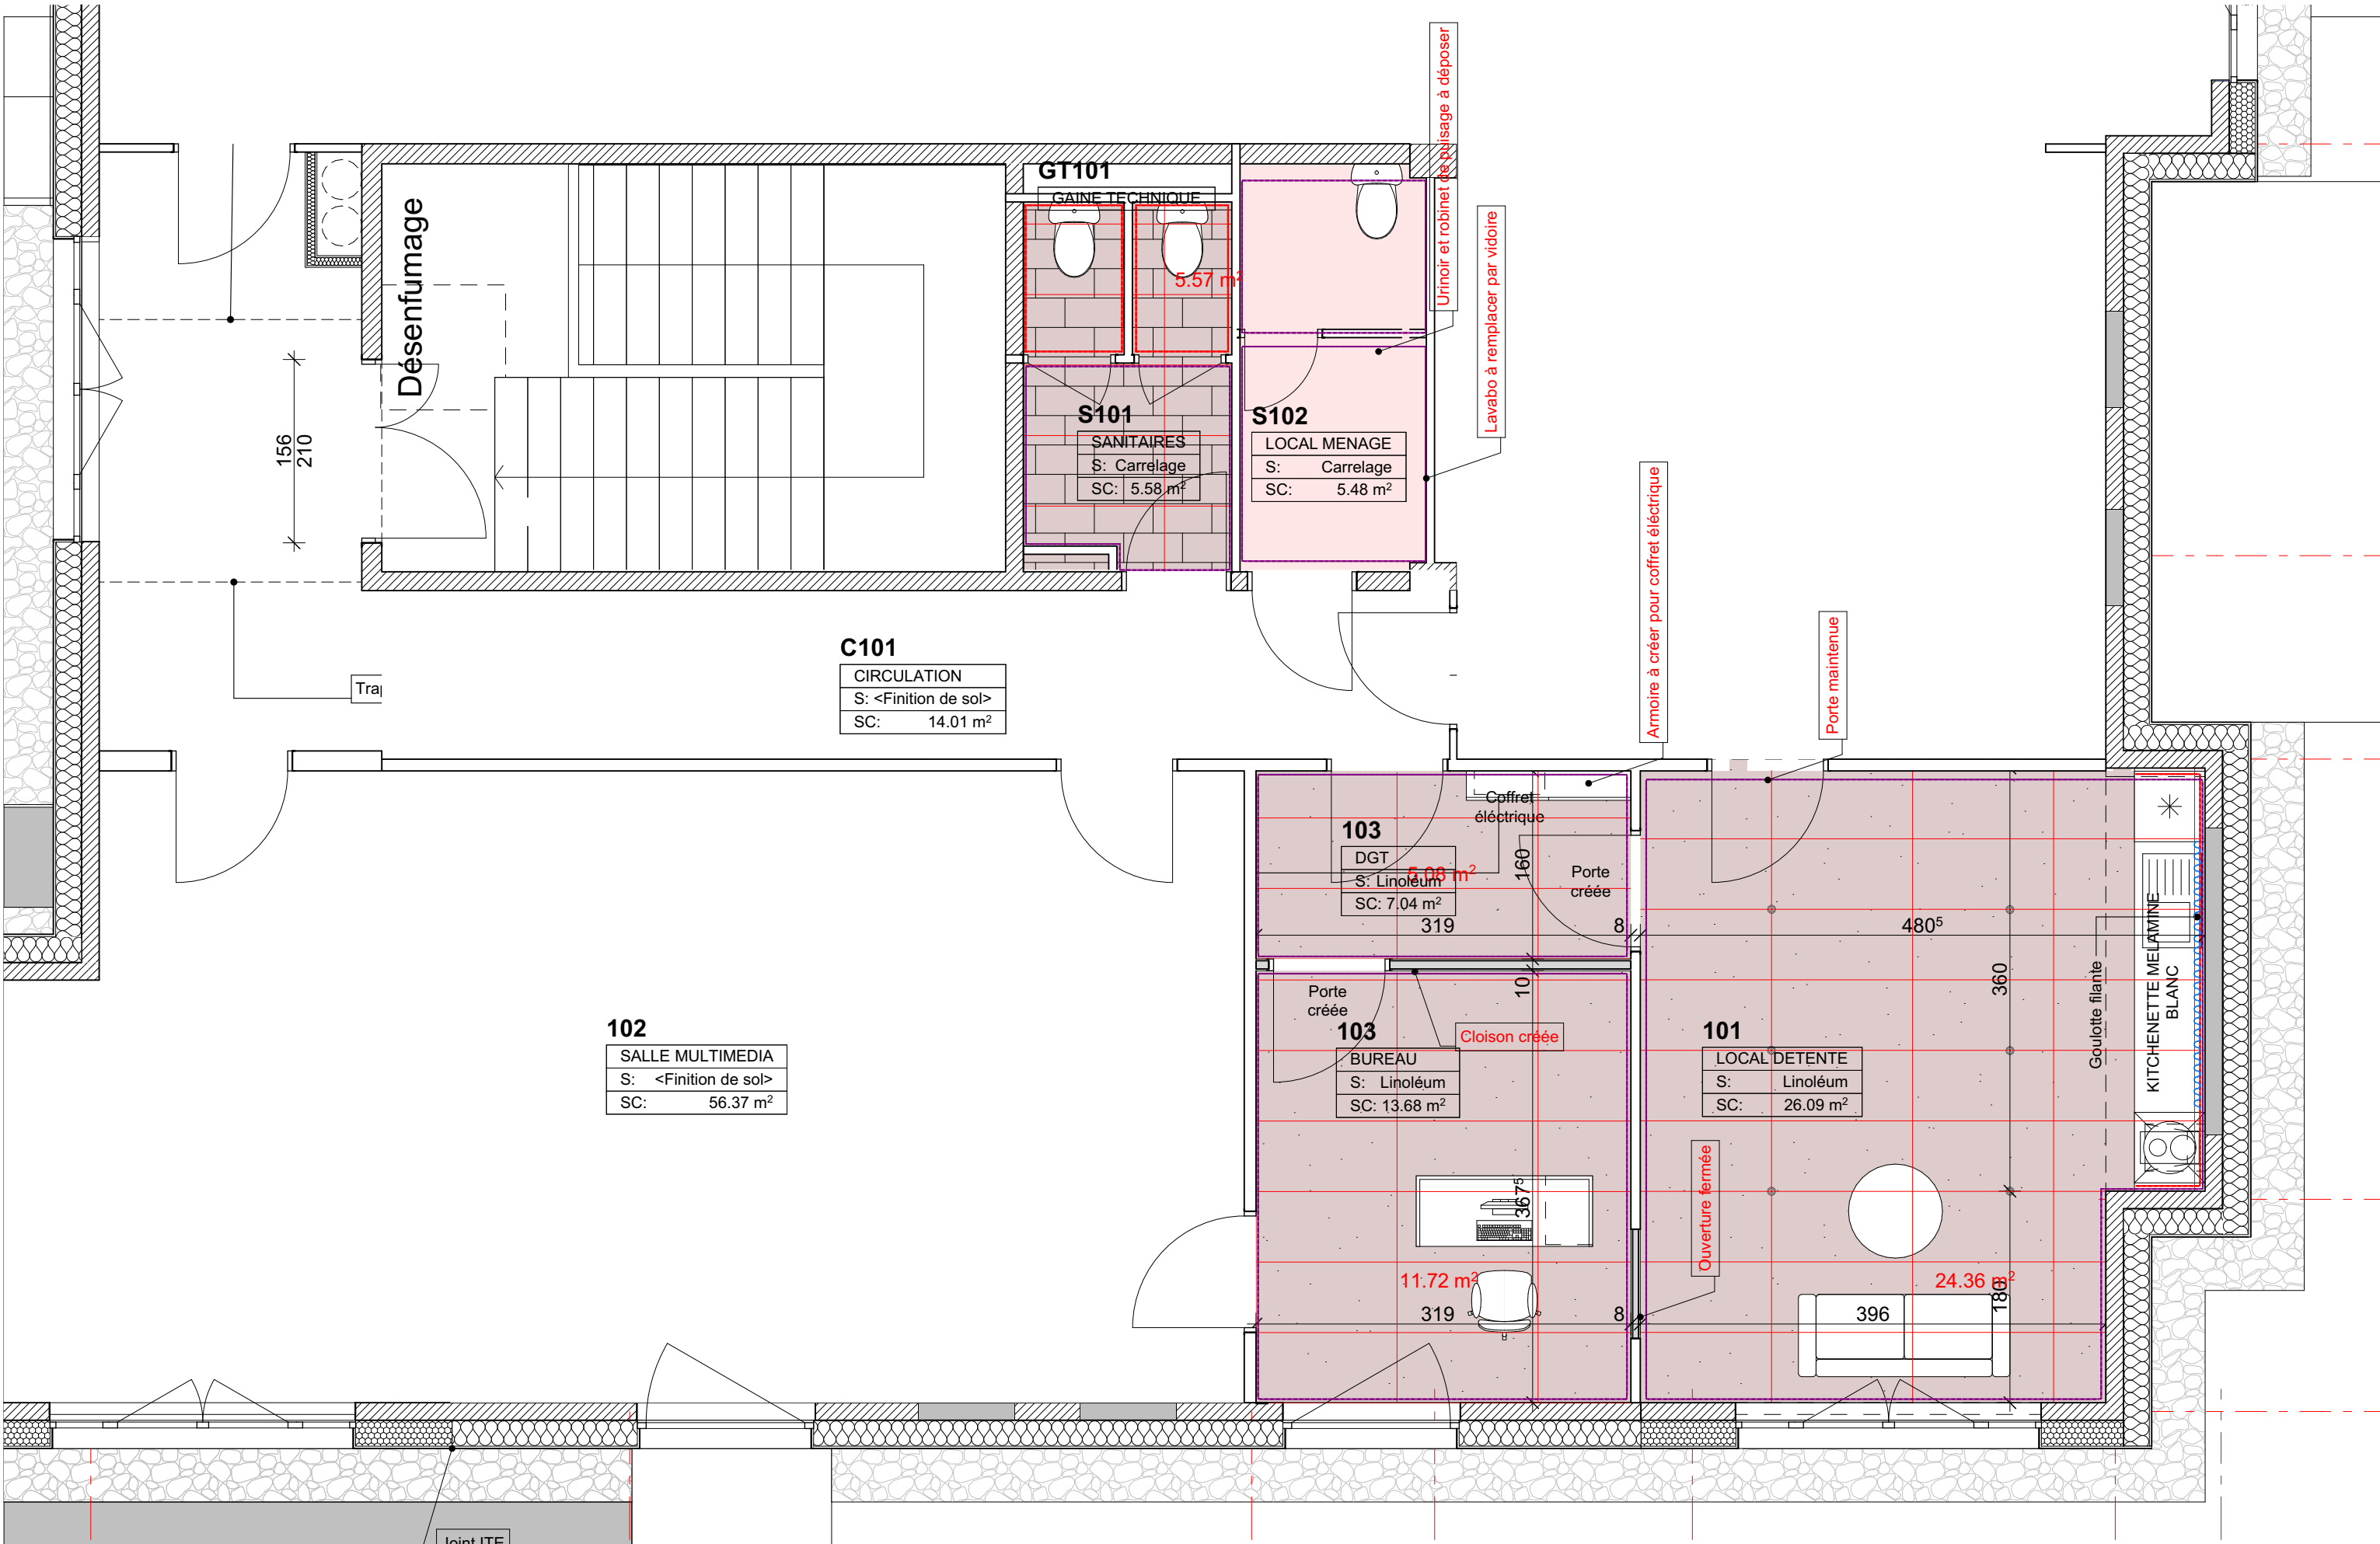 Urinoir et robinet de puisage à déposer
GT101
GAINE TECHNIQUE
Désenfumage
Lavabo à remplacer par vidoire
5.57 m²
S101
SANITAIRES
S: Carrelage
SC: 5.58 m²
S102
LOCAL MENAGE
S: Carrelage
SC: 5.48 m²
156
210
Armoire à créer pour coffret éléctrique
Porte maintenue
C101
CIRCULATION
S: <Finition de sol>
SC: 14.01 m²
Trap
Coffret
éléctrique
103
DGT
S: Linoléum
SC: 7.04 m²
5.08 m²
160
Porte
créée
319
8
480⁵
10
360
Goulotte filante
KITCHENETTE MELAMINE
BLANC
Porte
créée
Cloison créée
103
BUREAU
S: Linoléum
SC: 13.68 m²
101
LOCAL DETENTE
S: Linoléum
SC: 26.09 m²
102
SALLE MULTIMEDIA
S: <Finition de sol>
SC: 56.37 m²
367⁵
Ouverture fermée
11.72 m²
24.36 m²
180
319
8
396
Joint ITE